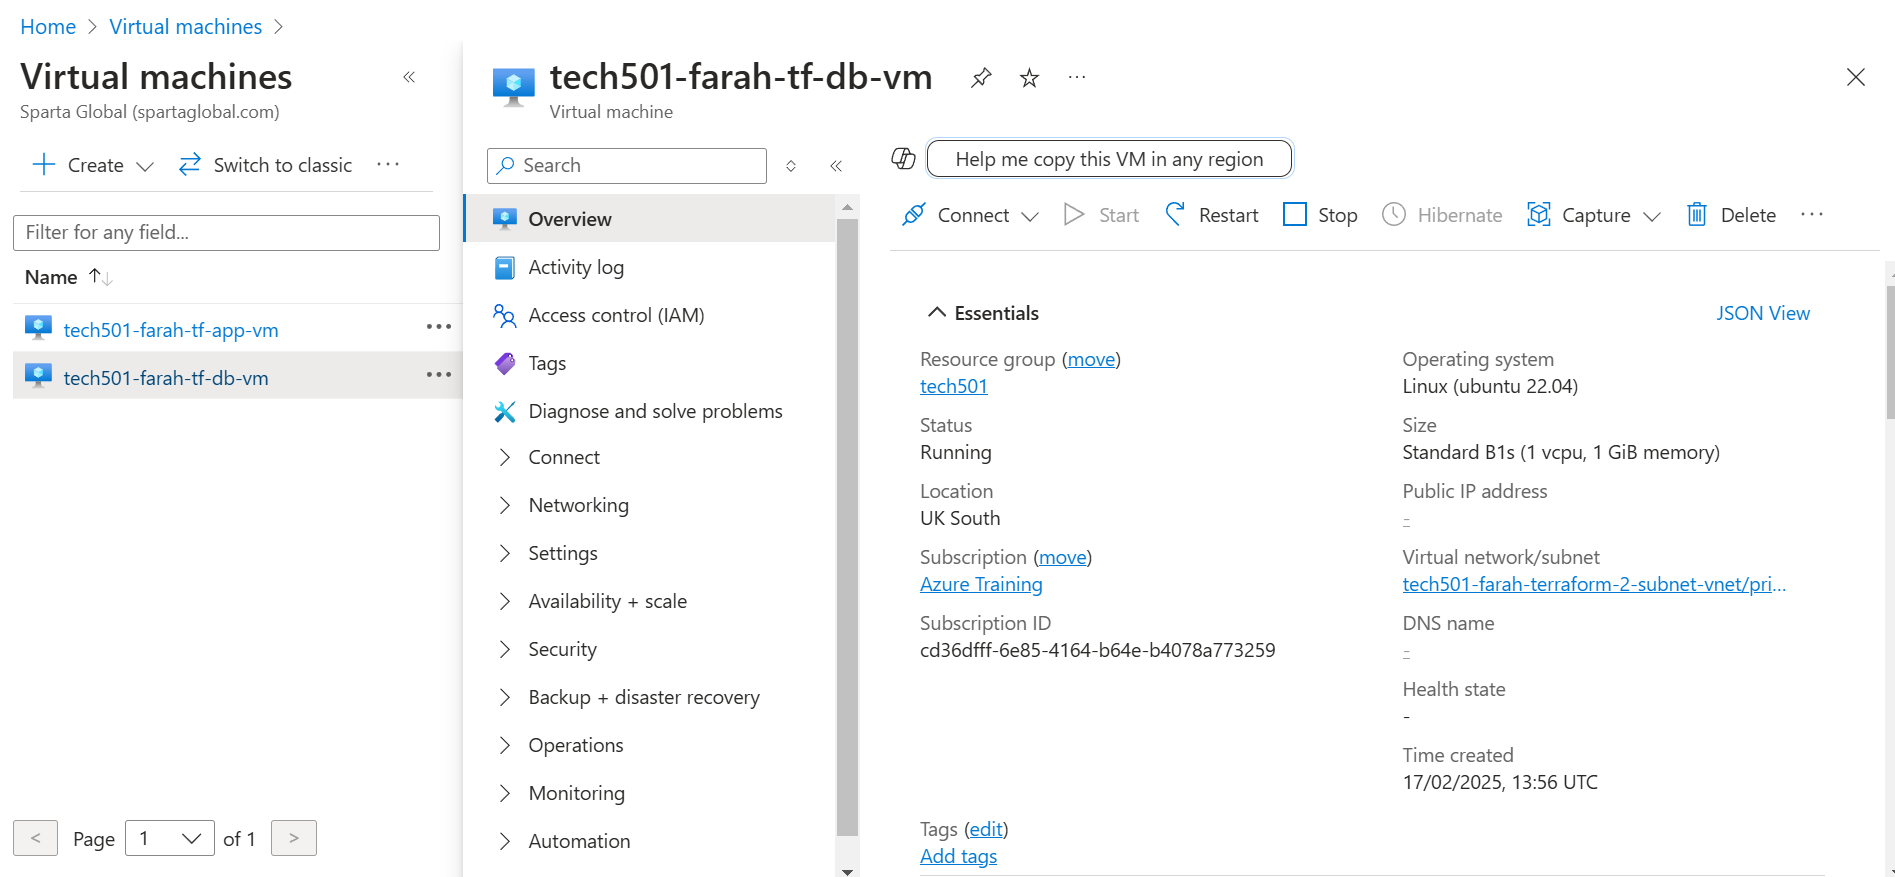 Home > Virtual machines >
Virtual machines
Sparta Global (spartaglobal.com)
Create
Switch to classic
Filter for any field...
Name
tech501-farah-tf-app-vm
tech501-farah-tf-db-vm
Page 1 of 1
tech501-farah-tf-db-vm
Virtual machine
Search
Overview
Activity log
Access control (IAM)
Tags
Diagnose and solve problems
Connect
Networking
Settings
Availability + scale
Security
Backup + disaster recovery
Operations
Monitoring
Automation
Help me copy this VM in any region
Connect Start Restart Stop Hibernate Capture Delete
Essentials
JSON View
Resource group (move)
tech501
Status
Running
Location
UK South
Subscription (move)
Azure Training
Subscription ID
cd36dfff-6e85-4164-b64e-b4078a773259
Operating system
Linux (ubuntu 22.04)
Size
Standard B1s (1 vcpu, 1 GiB memory)
Public IP address
-
Virtual network/subnet
tech501-farah-terraform-2-subnet-vnet/pri...
DNS name
-
Health state
-
Time created
17/02/2025, 13:56 UTC
Tags (edit)
Add tags